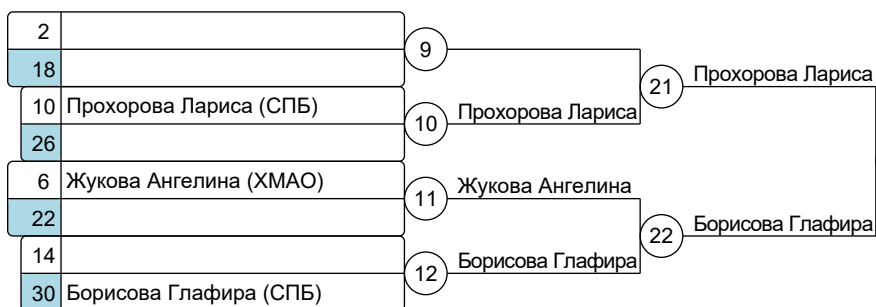 2
9
18
21 Прохорова Лариса
10 Прохорова Лариса (СПБ)
10 Прохорова Лариса
26
6 Жукова Ангелина (ХМАО)
11 Жукова Ангелина
22
22 Борисова Глафира
14
12 Борисова Глафира
30 Борисова Глафира (СПБ)